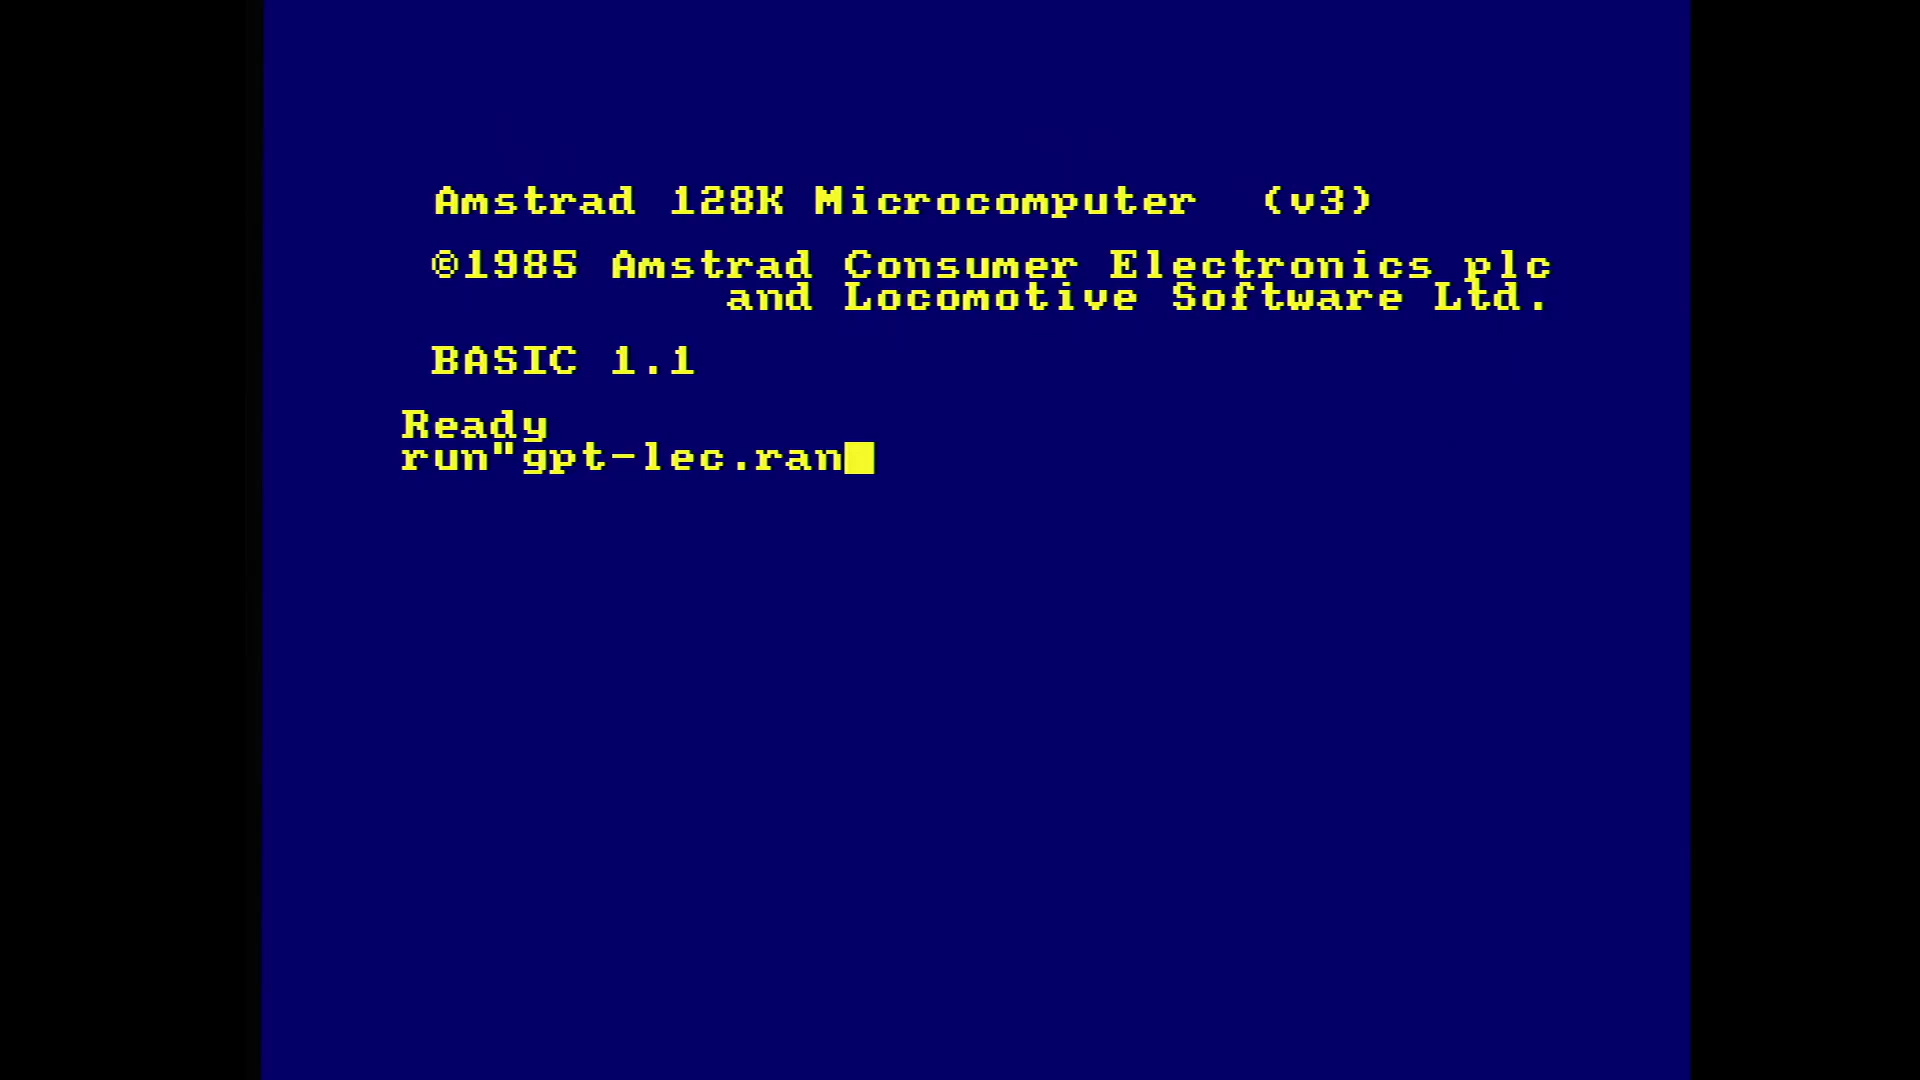 Amstrad 128K Microcomputer (v3)
©1985 Amstrad Consumer Electronics plc
and Locomotive Software Ltd.
BASIC 1.1
Ready
run"gpt-lec.ran